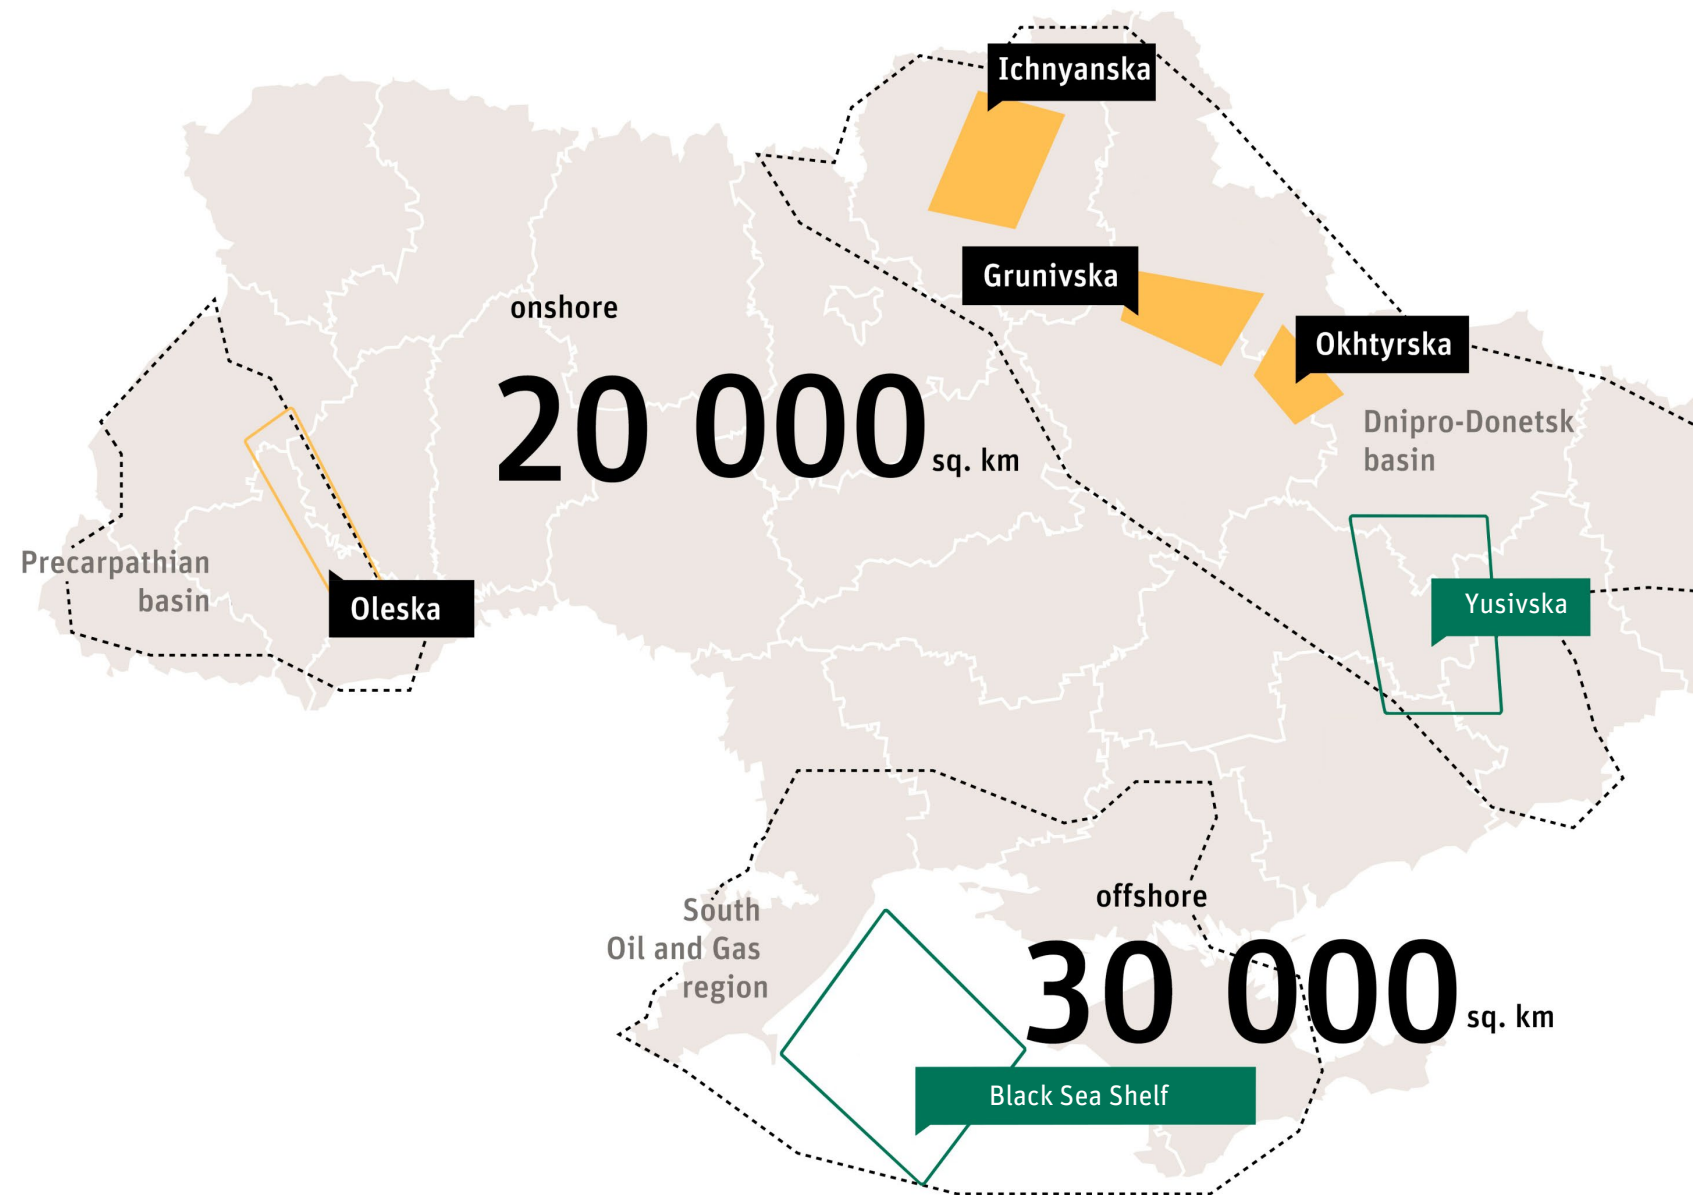 Ichnyanska
Grunivska
onshore
Okhtyrska
20 000 sq. km
Dnipro-Donetsk
basin
Precarpathian
basin
Oleska
Yusivska
offshore
South
Oil and Gas
region
30 000 sq. km
Black Sea Shelf